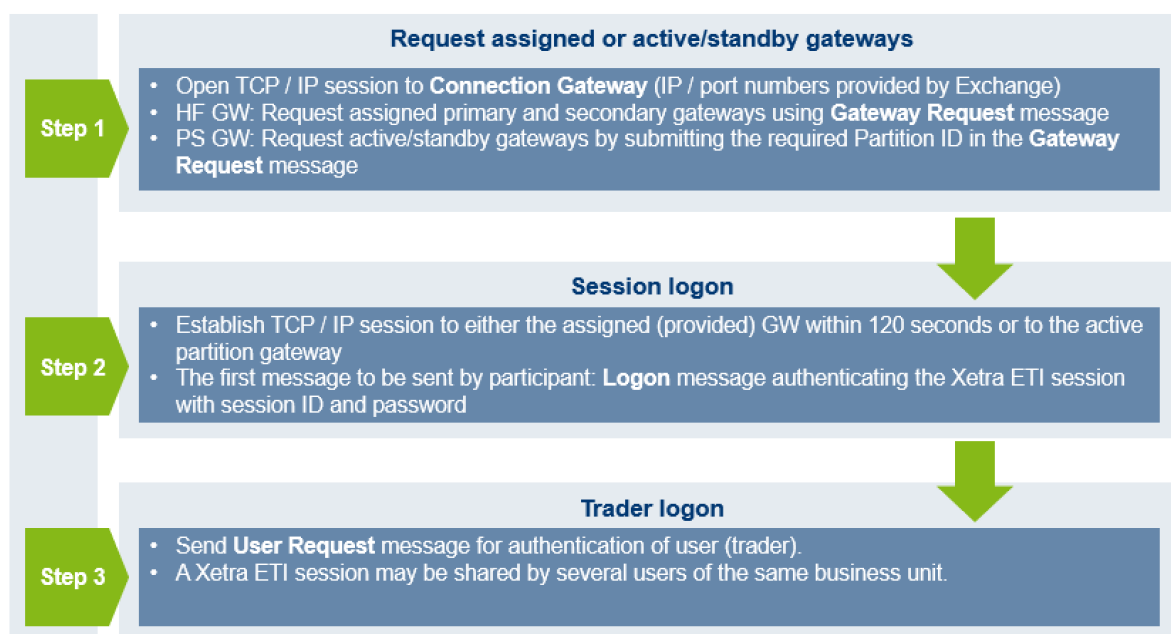 Request assigned or active/standby gateways
Step 1
• Open TCP / IP session to Connection Gateway (IP / port numbers provided by Exchange)
• HF GW: Request assigned primary and secondary gateways using Gateway Request message
• PS GW: Request active/standby gateways by submitting the required Partition ID in the Gateway
Request message
Session logon
Step 2
• Establish TCP / IP session to either the assigned (provided) GW within 120 seconds or to the active
partition gateway
• The first message to be sent by participant: Logon message authenticating the Xetra ETI session
with session ID and password
Trader logon
Step 3
• Send User Request message for authentication of user (trader).
• A Xetra ETI session may be shared by several users of the same business unit.